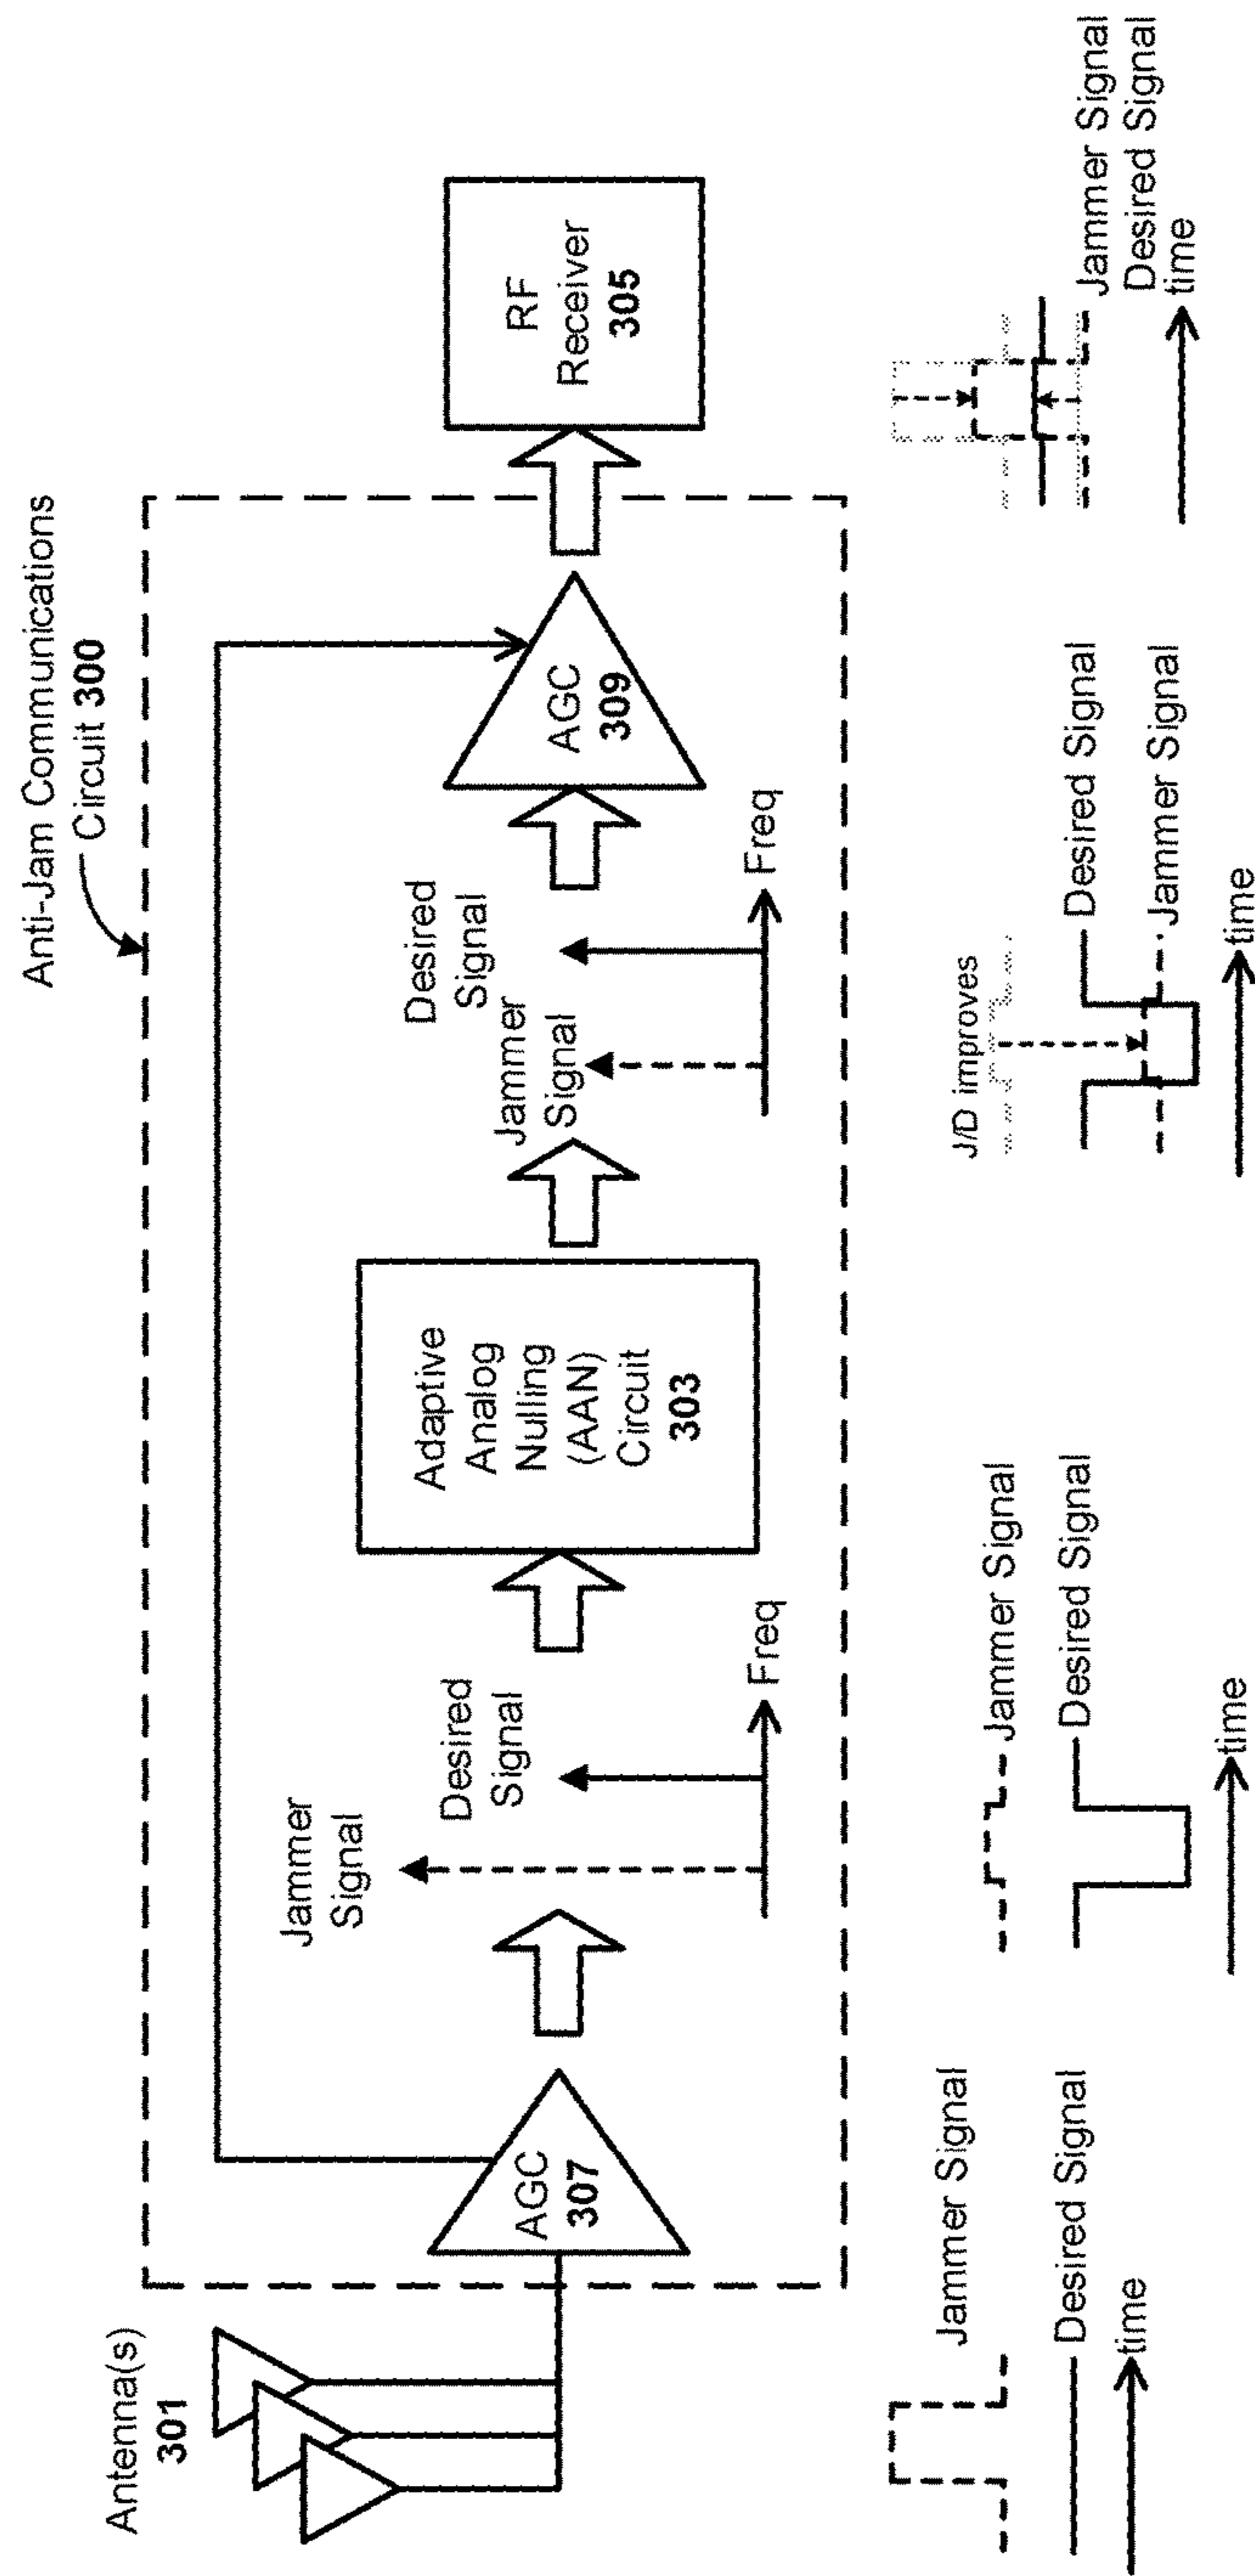 Anti-Jam Communications
Circuit 300
Antenna(s)
301
AGC
307
Jammer
Signal
Desired
Signal
Freq
Adaptive
Analog
Nulling
(AAN)
Circuit
303
Jammer
Signal
Desired
Signal
Freq
AGC
309
RF
Receiver
305
Jammer Signal
Desired Signal
time
Jammer Signal
Desired Signal
time
J/D improves
Desired Signal
Jammer Signal
time
Jammer Signal
Desired Signal
time